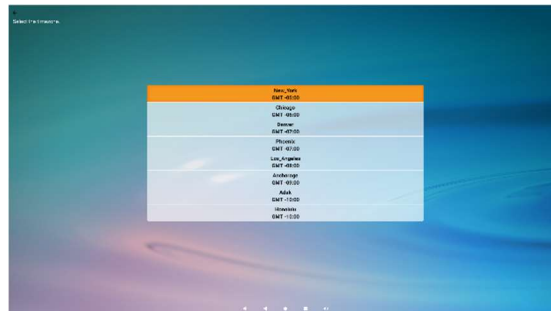 Select the timezone.
New_York
GMT -05:00
Chicago
GMT -06:00
Denver
GMT -07:00
Phoenix
GMT -07:00
Los_Angeles
GMT -08:00
Anchorage
GMT -09:00
Adak
GMT -10:00
Honolulu
GMT -10:00